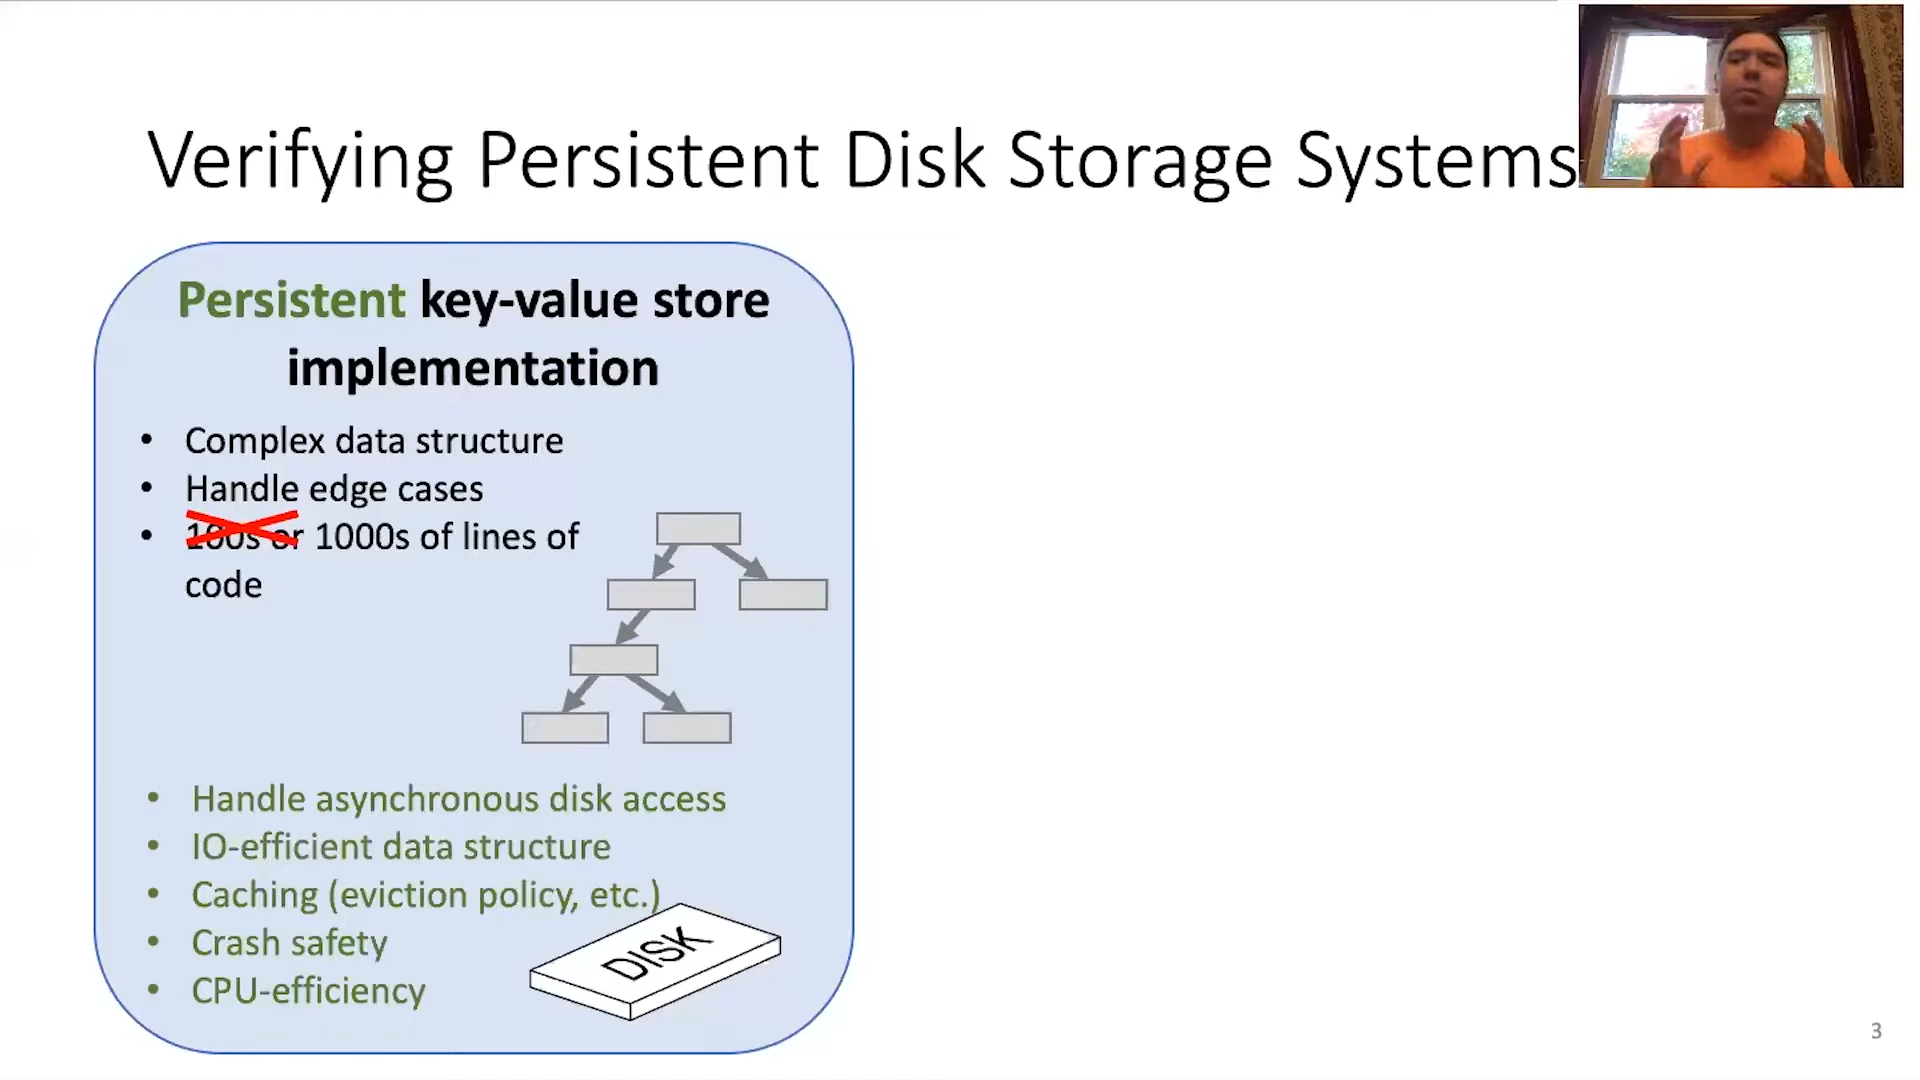 Verifying Persistent Disk Storage Systems
Persistent key-value store
implementation
• Complex data structure
• Handle edge cases
• 100s or 1000s of lines of
code
• Handle asynchronous disk access
• IO-efficient data structure
• Caching (eviction policy, etc.)
• Crash safety
• CPU-efficiency
DISK
3